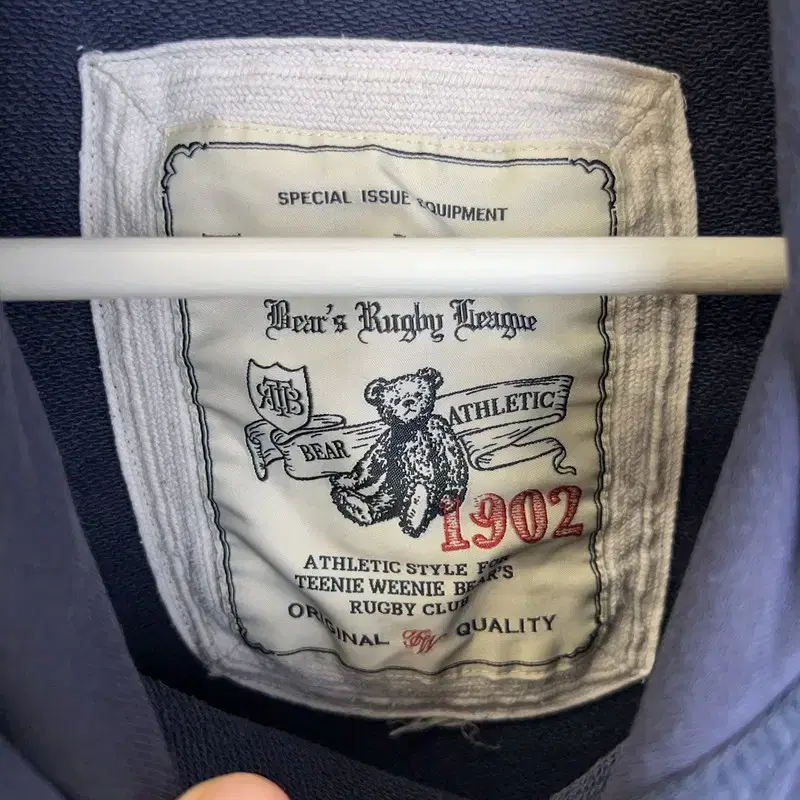 SPECIAL ISSUE EQUIPMENT
Bear's Rugby League
BEAR ATHLETIC
1902
ATHLETIC STYLE FOR
TEENIE WEENIE BEAR'S
RUGBY CLUB
ORIGINAL TW QUALITY